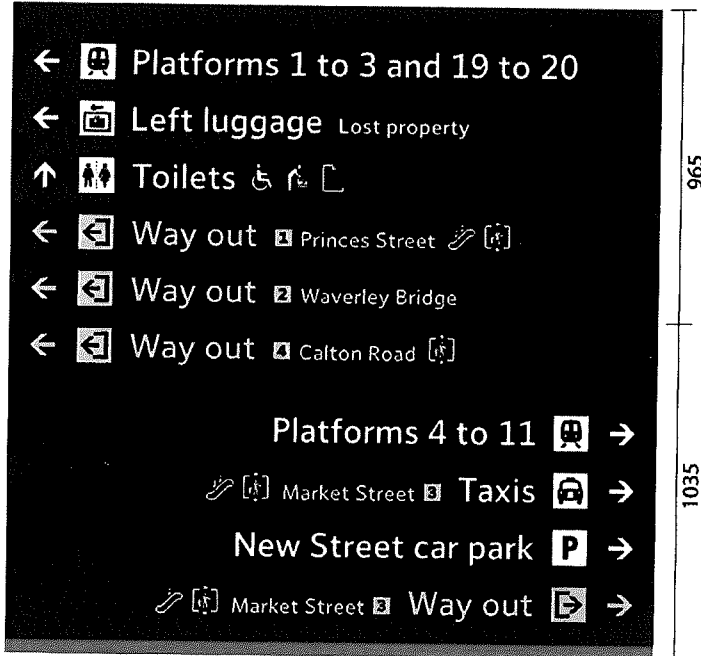 Platforms 1 to 3 and 19 to 20
Left luggage Lost property
Toilets
Way out 1 Princes Street
Way out 2 Waverley Bridge
Way out 4 Calton Road
Platforms 4 to 11
Market Street 3 Taxis
New Street car park P
Market Street 3 Way out
965
1035